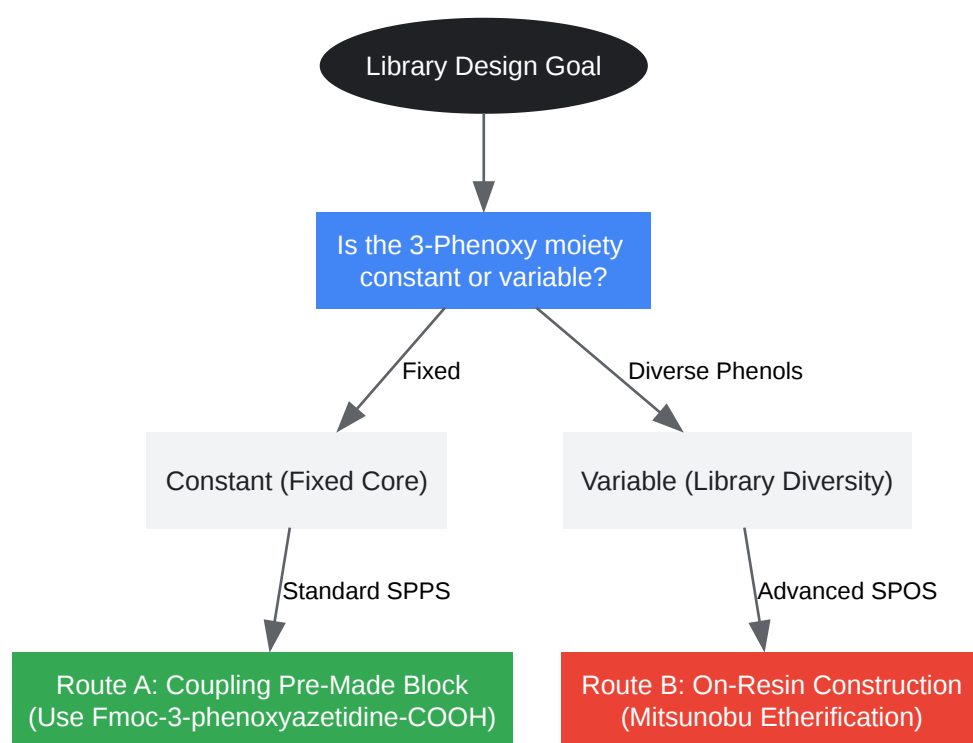 Library Design Goal
Is the 3-Phenoxy moiety
constant or variable?
Fixed
Diverse Phenols
Constant (Fixed Core)
Variable (Library Diversity)
Standard SPPS
Advanced SPOS
Route A: Coupling Pre-Made Block
(Use Fmoc-3-phenoxyazetidine-COOH)
Route B: On-Resin Construction
(Mitsunobu Etherification)